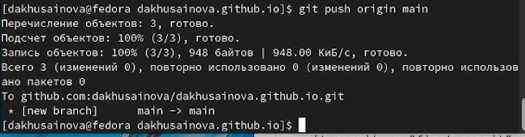 [dakhusainova@fedora dakhusainova.github.io]$ git push origin main
Перечисление объектов: 3, готово.
Подсчет объектов: 100% (3/3), готово.
Запись объектов: 100% (3/3), 948 байтов | 948.00 КиБ/с, готово.
Всего 3 (изменений 0), повторно использовано 0 (изменений 0), повторно использов
ано пакетов 0
To github.com:dakhusainova/dakhusainova.github.io.git
 * [new branch]      main -> main
[dakhusainova@fedora dakhusainova.github.io]$